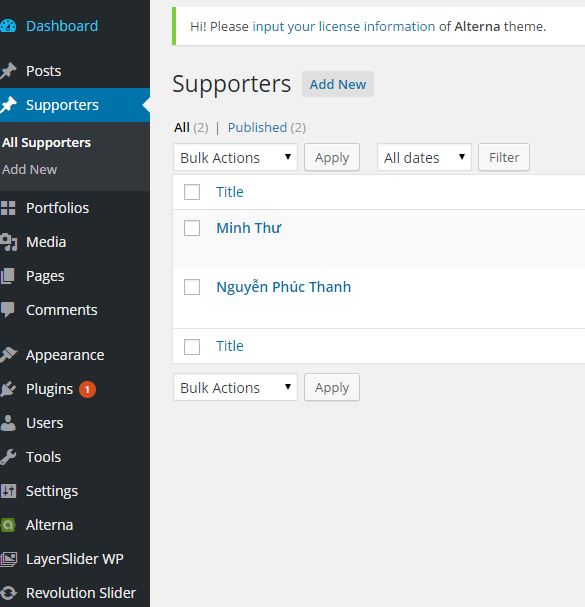 Dashboard
Posts
Supporters
All Supporters
Add New
Portfolios
Media
Pages
Comments
Appearance
Plugins 1
Users
Tools
Settings
Alterna
LayerSlider WP
Revolution Slider
Hi! Please input your license information of Alterna theme.
Supporters Add New
All (2) | Published (2)
Bulk Actions Apply All dates Filter
Title
Minh Thư
Nguyễn Phúc Thanh
Title
Bulk Actions Apply